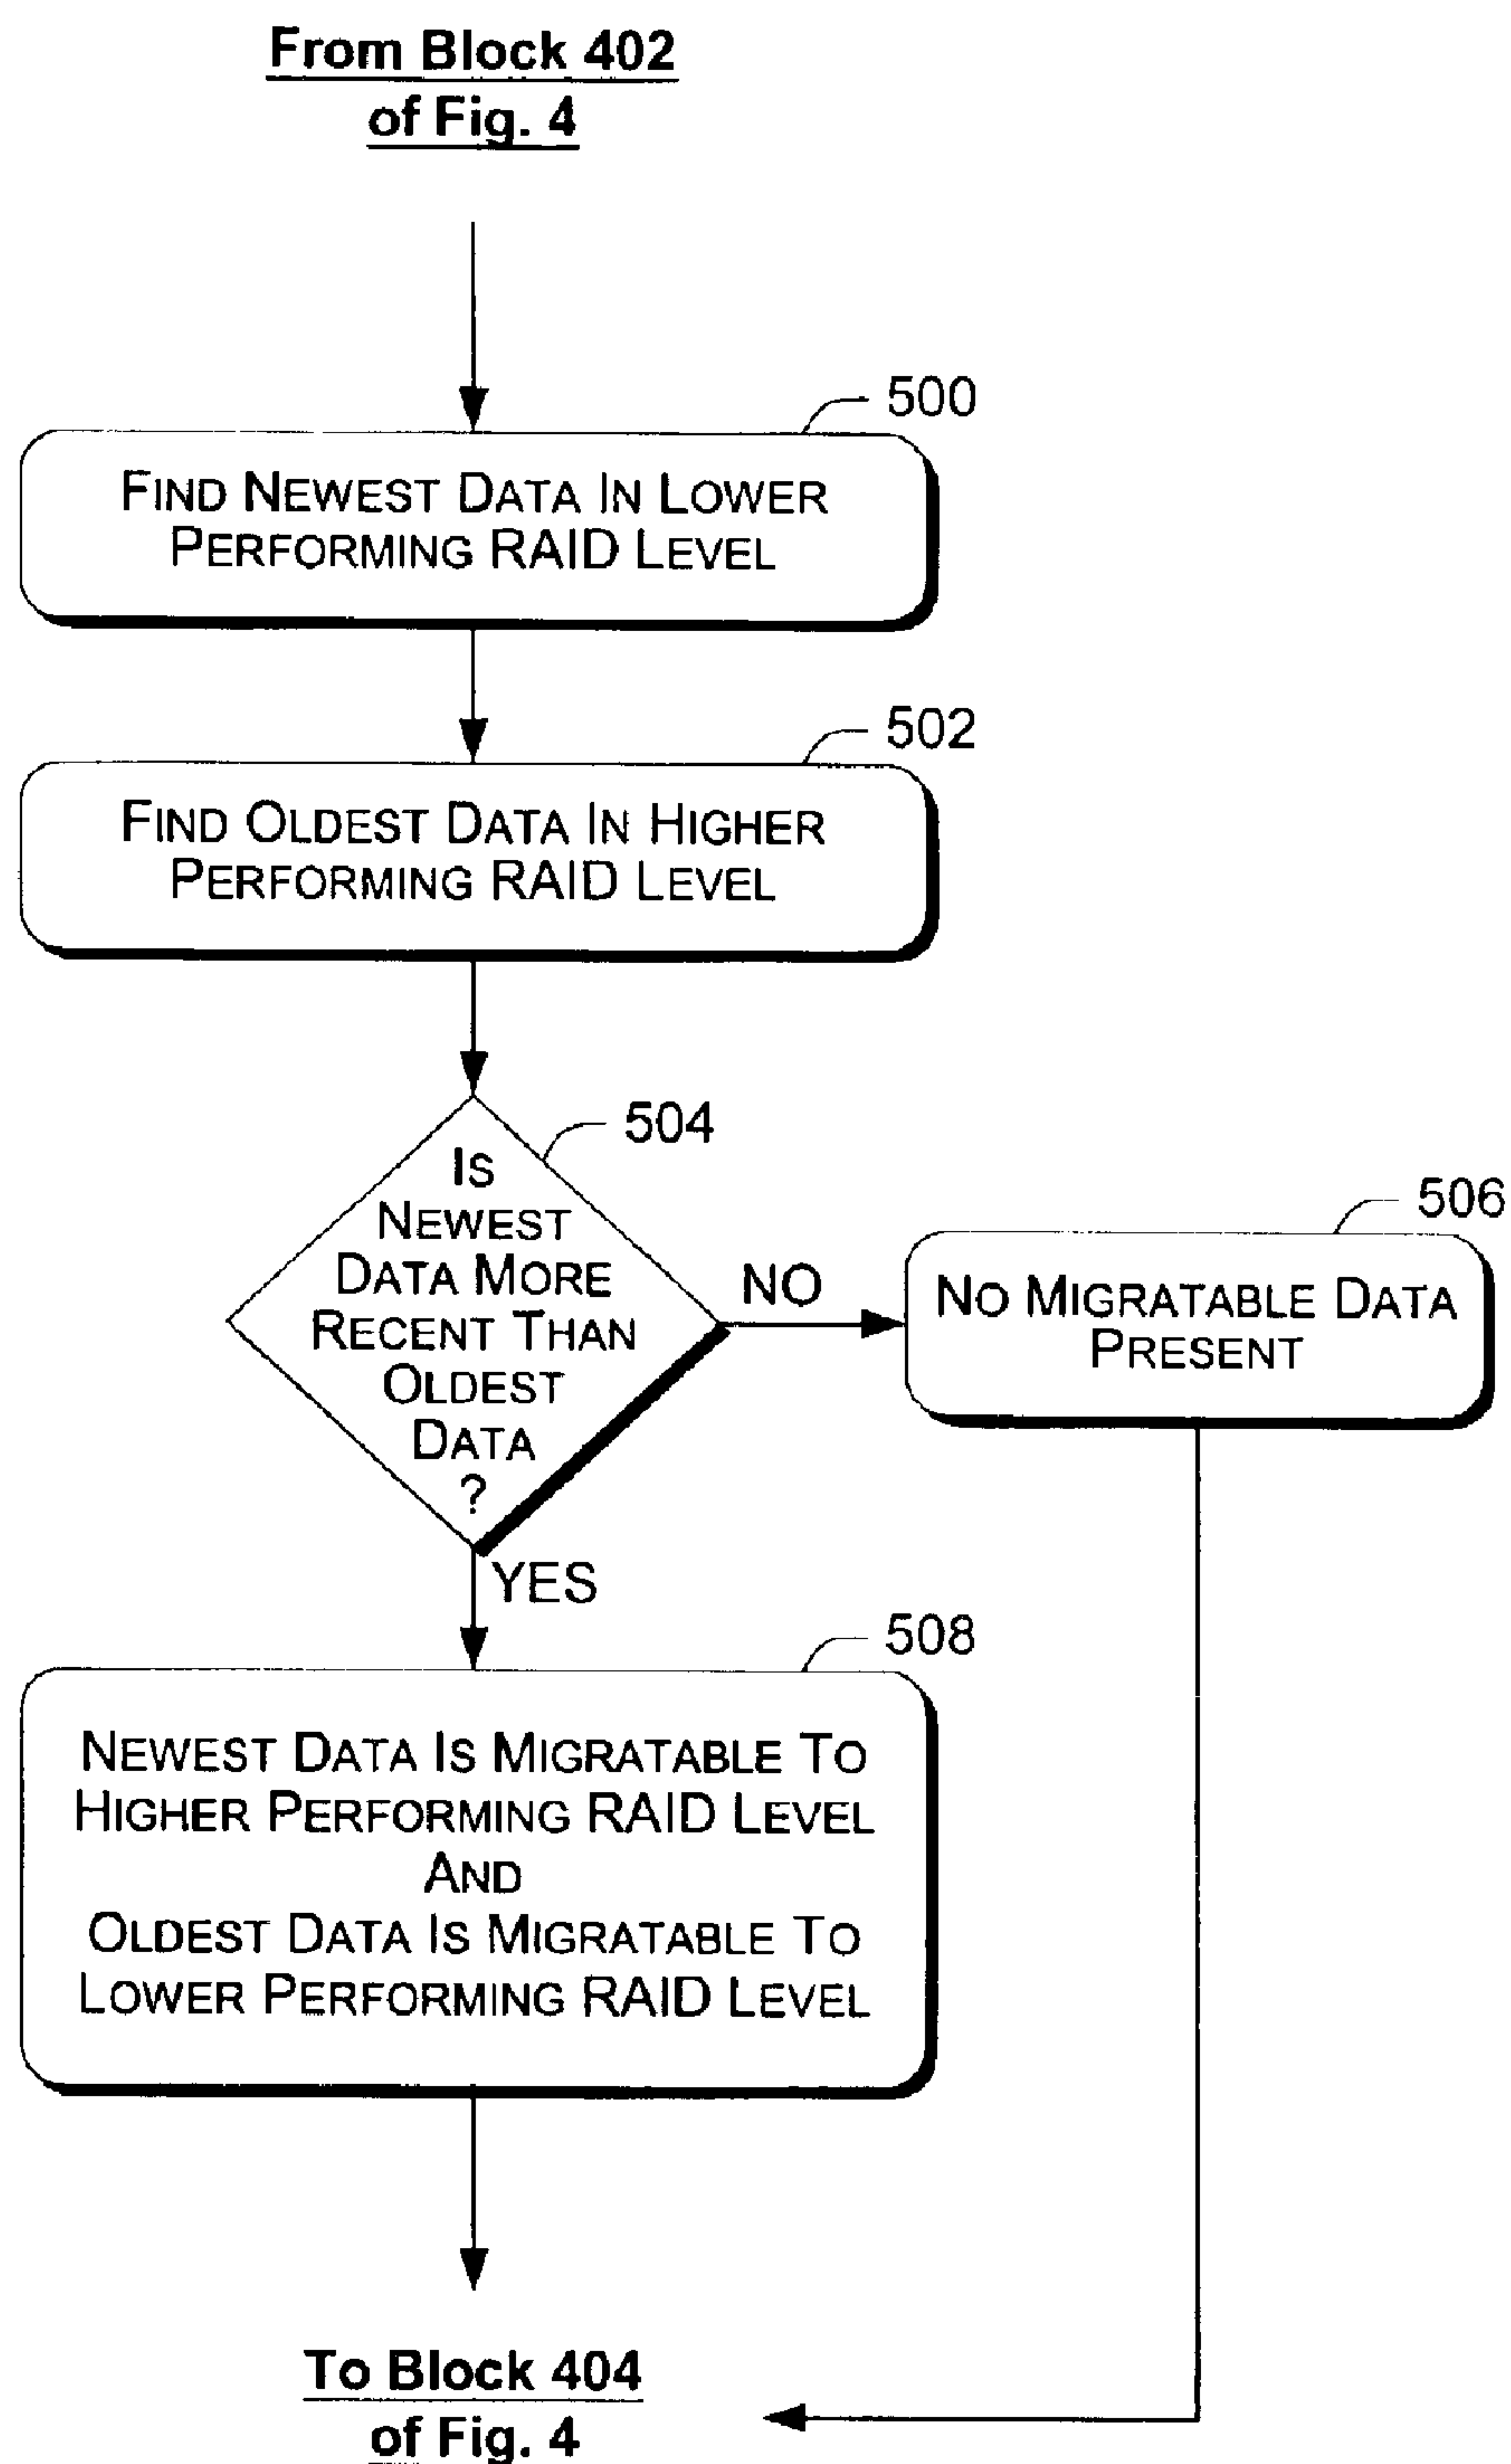 From Block 402
of Fig. 4
500
FIND NEWEST DATA IN LOWER
PERFORMING RAID LEVEL
502
FIND OLDEST DATA IN HIGHER
PERFORMING RAID LEVEL
504
IS
NEWEST
DATA MORE
RECENT THAN
OLDEST
DATA
?
NO
506
NO MIGRATABLE DATA
PRESENT
YES
508
NEWEST DATA IS MIGRATABLE TO
HIGHER PERFORMING RAID LEVEL
AND
OLDEST DATA IS MIGRATABLE TO
LOWER PERFORMING RAID LEVEL
To Block 404
of Fig. 4